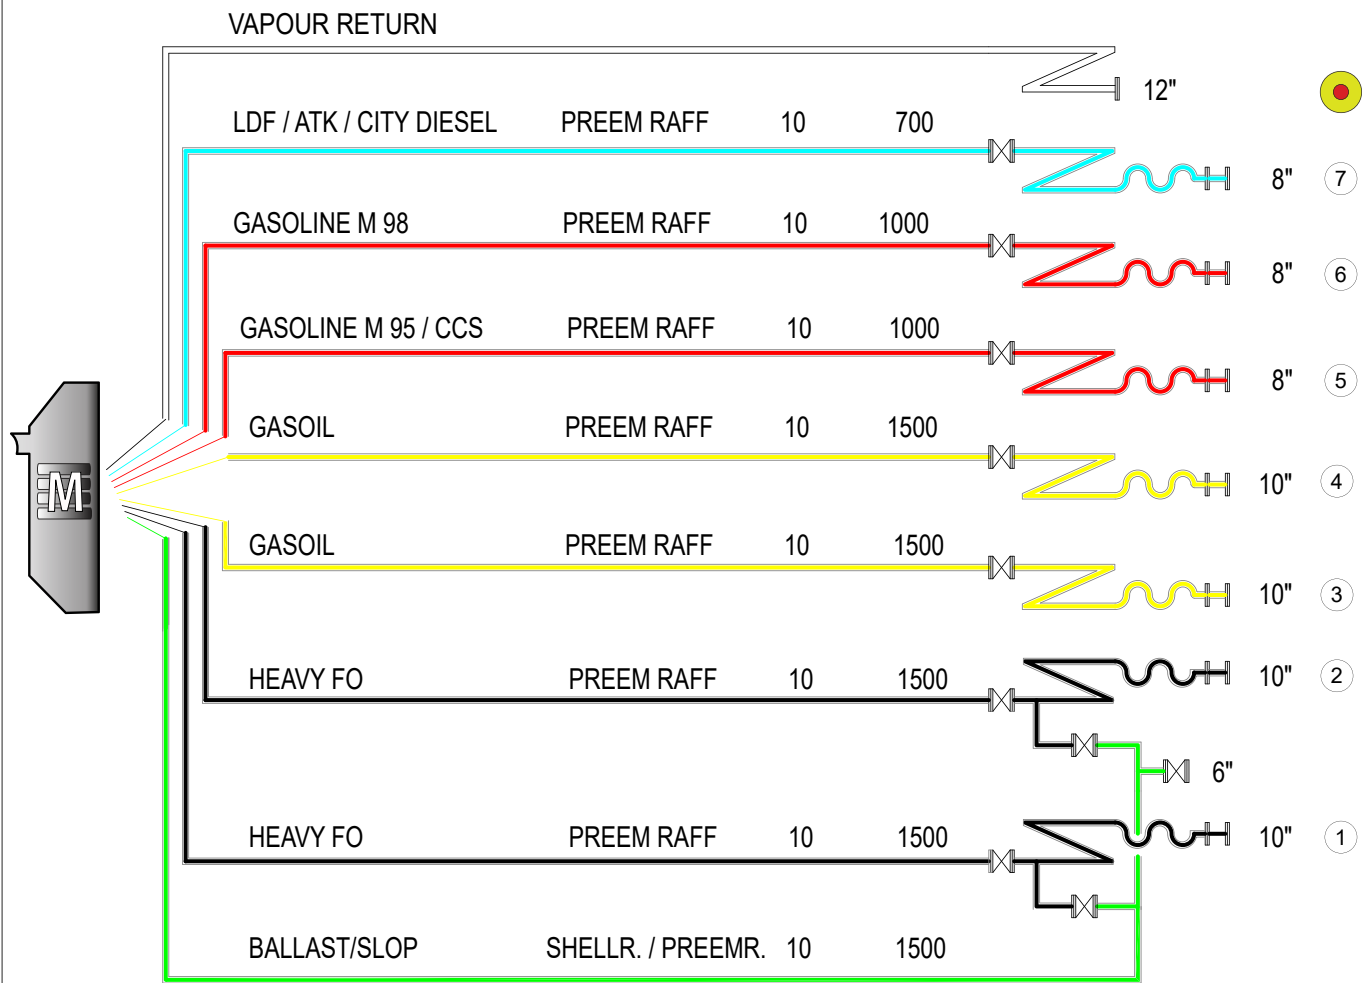 VAPOUR RETURN
12"
LDF / ATK / CITY DIESEL PREEM RAFF 10 700
8" 7
GASOLINE M 98 PREEM RAFF 10 1000
8" 6
GASOLINE M 95 / CCS PREEM RAFF 10 1000
8" 5
GASOIL PREEM RAFF 10 1500
10" 4
M
GASOIL PREEM RAFF 10 1500
10" 3
HEAVY FO PREEM RAFF 10 1500
10" 2
6"
HEAVY FO PREEM RAFF 10 1500
10" 1
BALLAST/SLOP SHELLR. / PREEMR. 10 1500